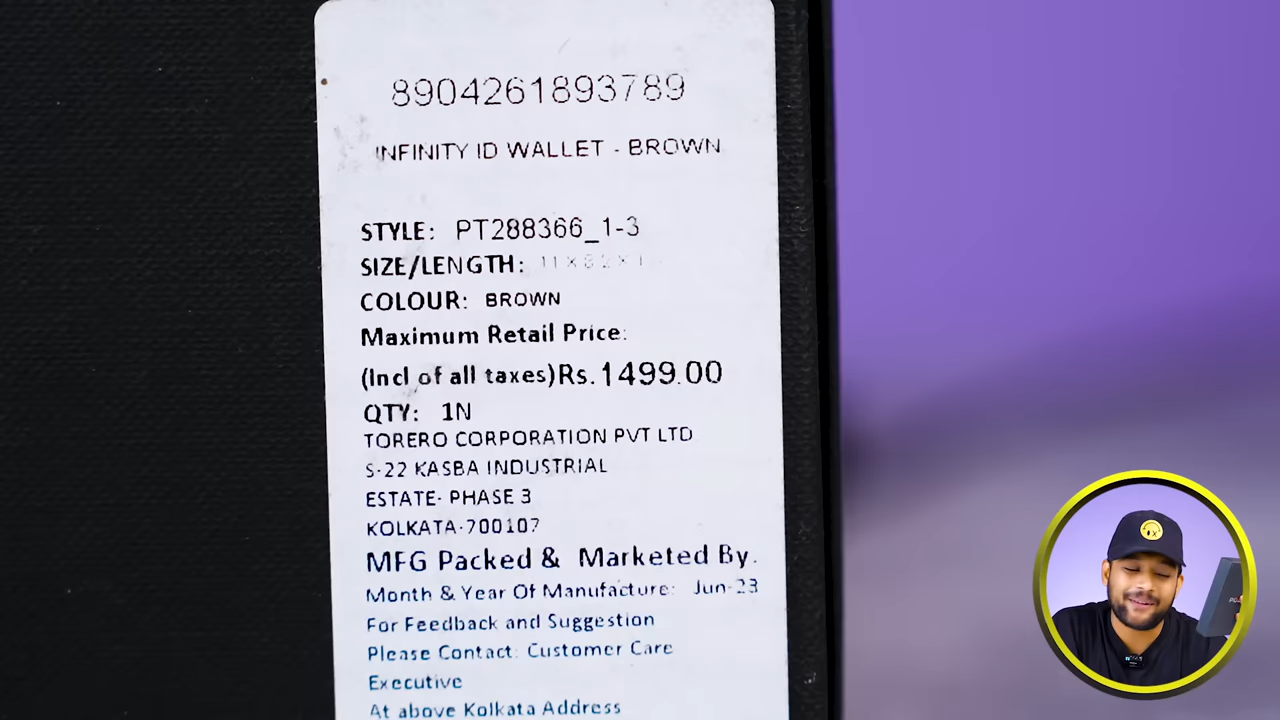 8904261893789
INFINITY ID WALLET - BROWN
STYLE: PT288366_1-3
SIZE/LENGTH:
COLOUR: BROWN
Maximum Retail Price:
(Incl of all taxes)Rs.1499.00
QTY: 1N
TORERO CORPORATION PVT LTD
S-22 KASBA INDUSTRIAL
ESTATE- PHASE 3
KOLKATA-700107
MFG Packed & Marketed By.
Month & Year Of Manufacture: Jun-23
For Feedback and Suggestion
Please Contact: Customer Care
Executive
At above Kolkata Address